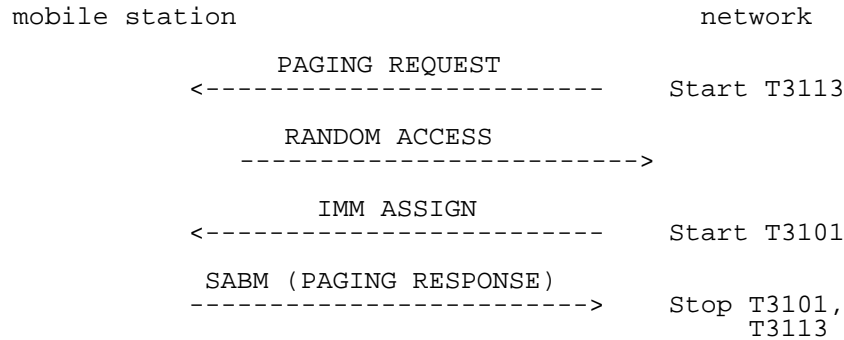 mobile station network
PAGING REQUEST
<------------------------- Start T3113
RANDOM ACCESS
------------------------->
IMM ASSIGN
<------------------------- Start T3101
SABM (PAGING RESPONSE)
-------------------------> Stop T3101,
T3113